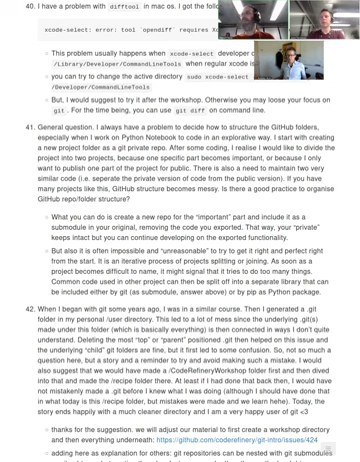 40. I have a problem with difftool in mac os. I got the follo
xcode-select: error: tool `opendiff` requires Xc
This problem usually happens when xcode-select developer d
/Library/Developer/CommandLineTools when regular xcode is
you can try to change the active directory sudo xcode-select
/Developer/CommandLineTools
But, I would suggest to try it after the workshop. Otherwise you may loose your focus on
git. For the time being, you can use git diff on command line.
41. General question. I always have a problem to decide how to structure the GitHub folders,
especially when I work on Python Notebook to code in an explorative way. I start with creating
a new project folder as a git private repo. After some coding, I realise I would like to divide the
project into two projects, because one specific part becomes important, or because I only
want to publish one part of the project for public. There is also a need to maintain two very
similar code (i.e. seperate the private version of code from the public version). If you have
many projects like this, GitHub structure becomes messy. Is there a good practice to organise
GitHub repo/folder structure?
What you can do is create a new repo for the “important” part and include it as a
submodule in your original, removing the code you exported. That way, your “private”
keeps intact but you can continue developing on the exported functionality.
But also it is often impossible and “unreasonable” to try to get it right and perfect right
from the start. It is an iterative process of projects splitting or joining. As soon as a
project becomes difficult to name, it might signal that it tries to do too many things.
Common code used in other project can then be split off into a separate library that can
be included either by git (as submodule, answer above) or by pip as Python package.
42. When I began with git some years ago, I was in a similar course. Then I generated a .git
folder in my personal /user directory. This led to a lot of mess since the underlying .git(s)
made under this folder (which is basically everything) is then connected in ways I don't quite
understand. Deleting the most "top" or "parent" positioned .git then helped on this issue and
the underlying "child" git folders are fine, but it first led to some confusion. So, not so much a
question here, but a story and a reminder to try and avoid making such a mistake. I would
also suggest that we would have made a /CodeRefineryWorkshop folder first and then dived
into that and made the /recipe folder there. At least if I had done that back then, i would have
not mistakenly made a .git before I knew what I was doing (although I should have done that
in what today is this /recipe folder, but mistakes were made and we learn hehe). Today, the
story ends happily with a much cleaner directory and I am a very happy user of git <3
thanks for the suggestion. we will adjust our material to first create a workshop directory
and then everything underneath: https://github.com/coderefinery/git-intro/issues/424
adding here as explanation for others: git repositories can be nested with git submodules